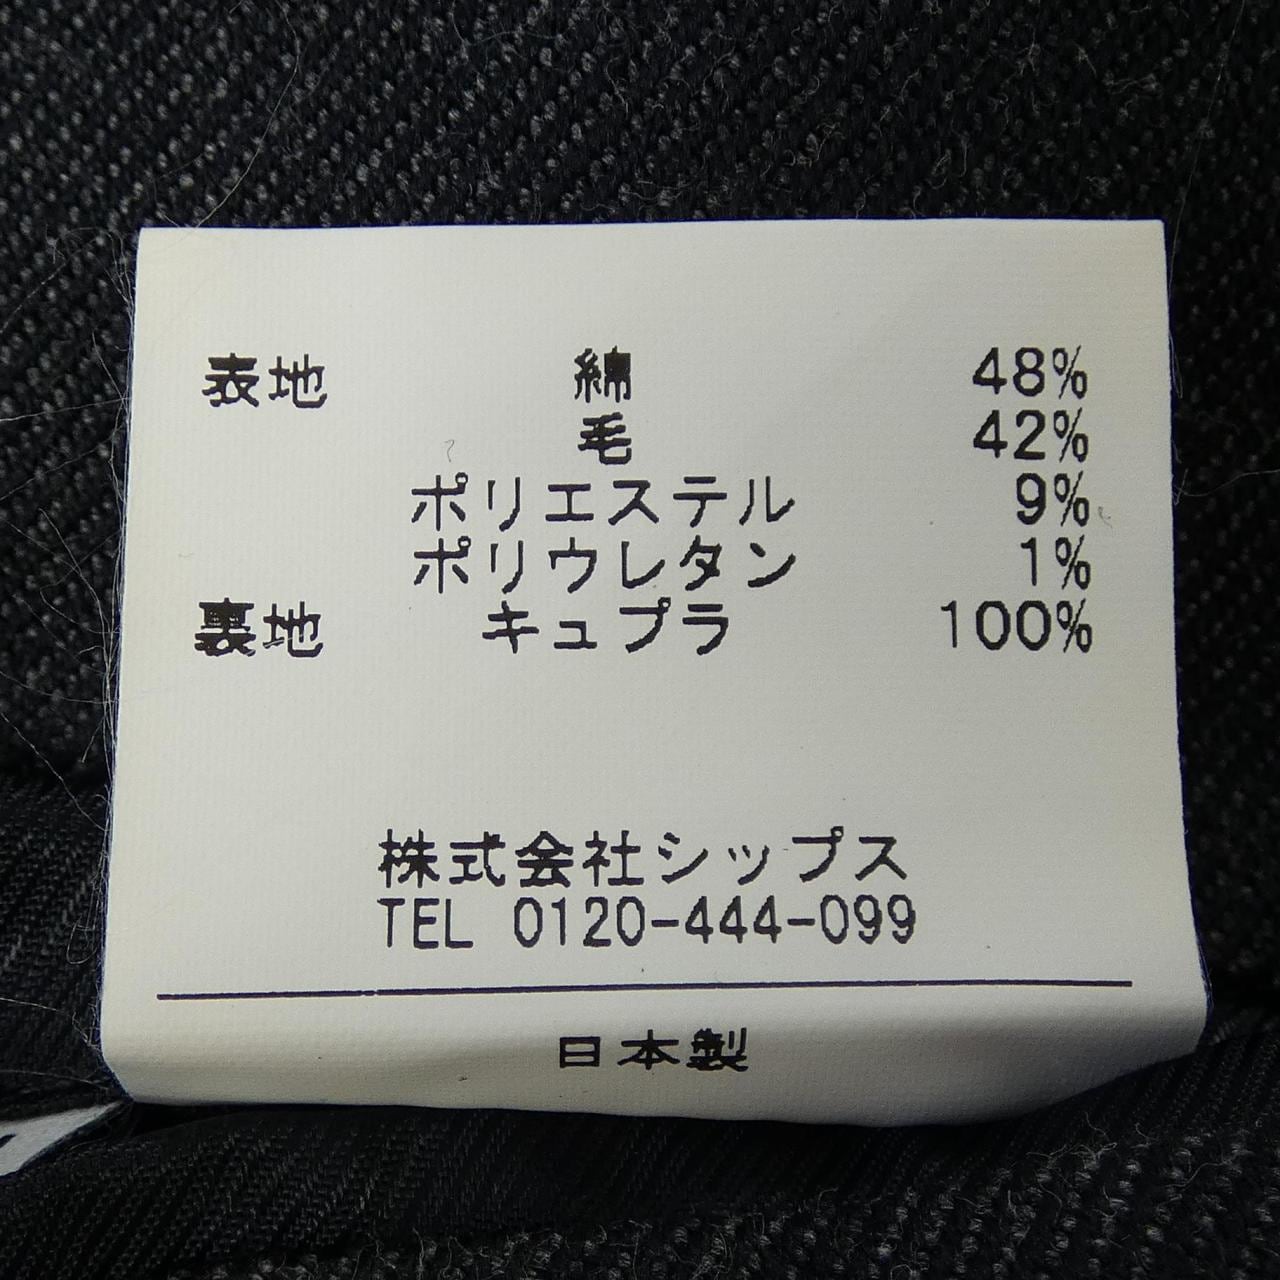 表地 綿 48%
毛 42%
ポリエステル 9%
ポリウレタン 1%
裏地 キュプラ 100%
株式会社シップス
TEL 0120-444-099
日本製